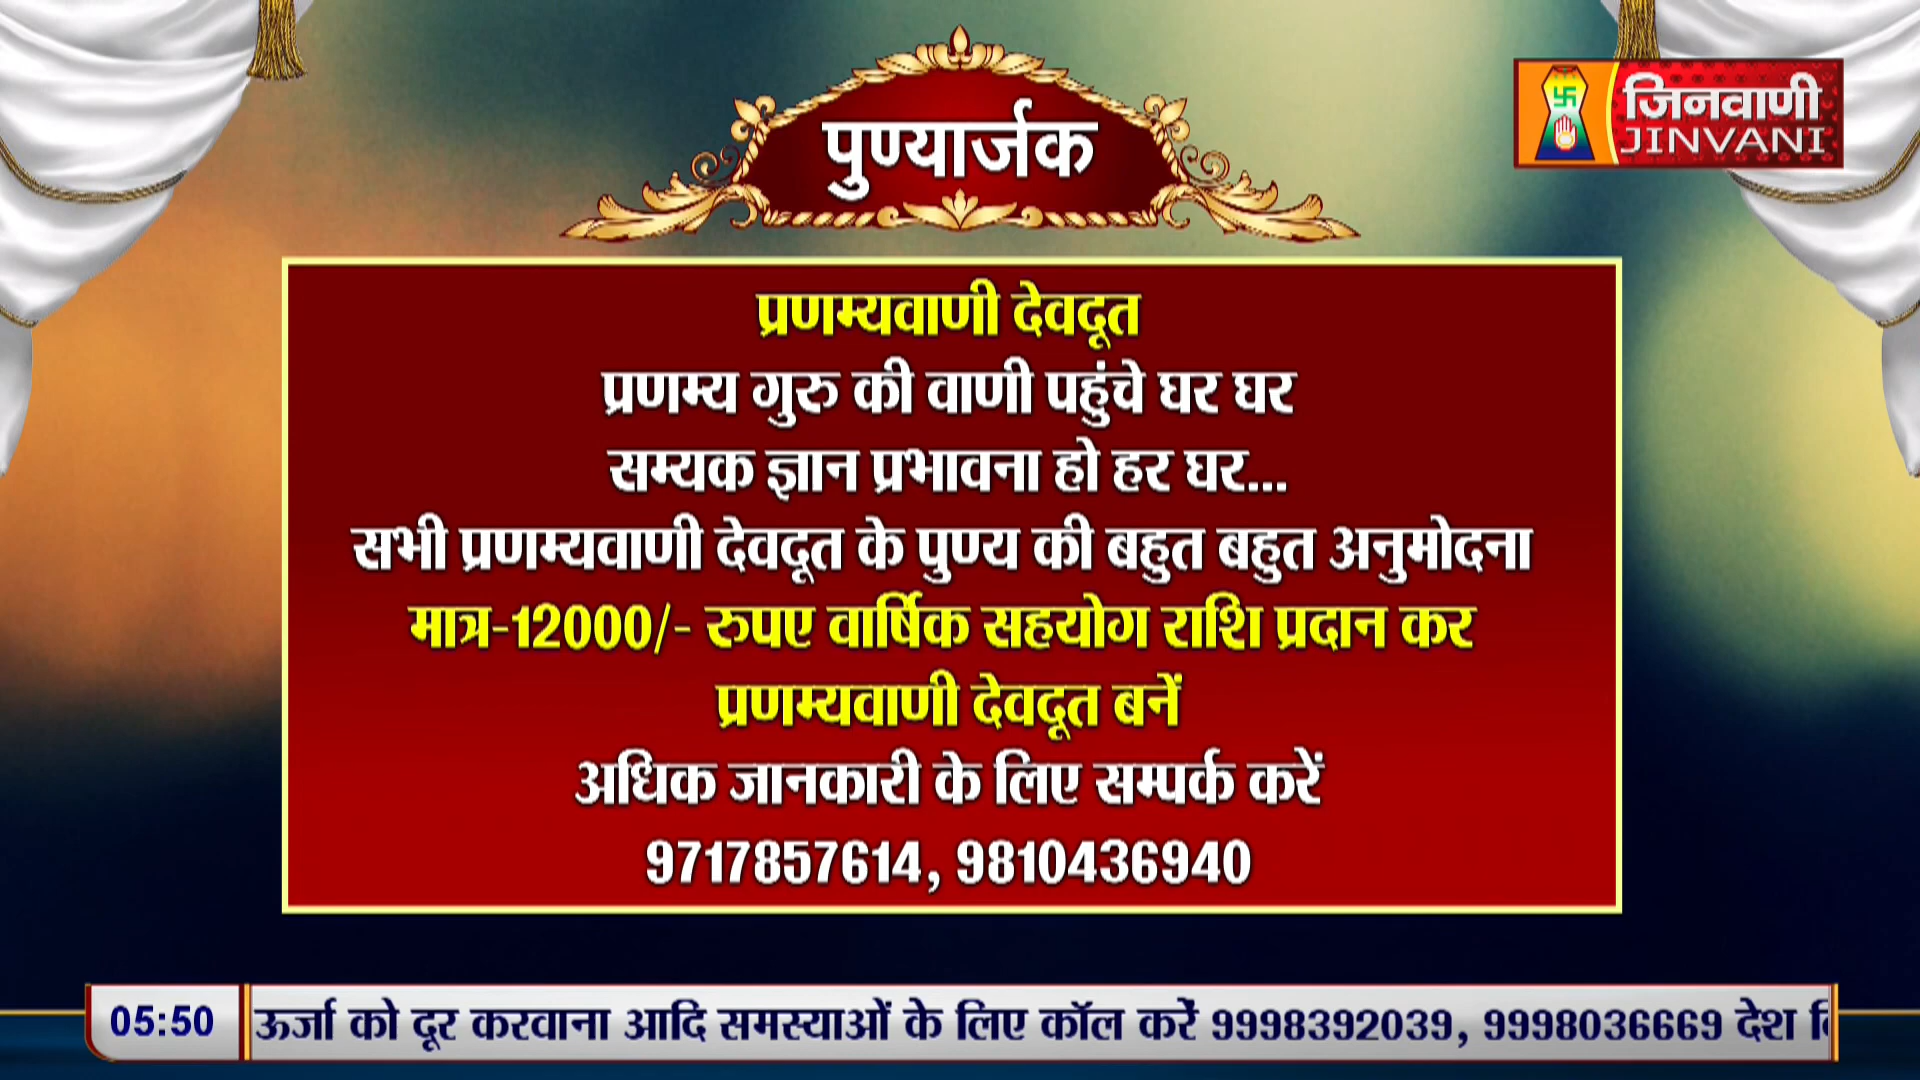 पुण्यार्जक
जिनवाणी
JINVANI
प्रणम्यवाणी देवदूत
प्रणम्य गुरु की वाणी पहुंचे घर घर
सम्यक ज्ञान प्रभावना हो हर घर...
सभी प्रणम्यवाणी देवदूत के पुण्य की बहुत बहुत अनुमोदना
मात्र-12000/- रुपए वार्षिक सहयोग राशि प्रदान कर
प्रणम्यवाणी देवदूत बनें
अधिक जानकारी के लिए सम्पर्क करें
9717857614, 9810436940
05:50 ऊर्जा को दूर करवाना आदि समस्याओं के लिए कॉल करें 9998392039, 9998036669 देश